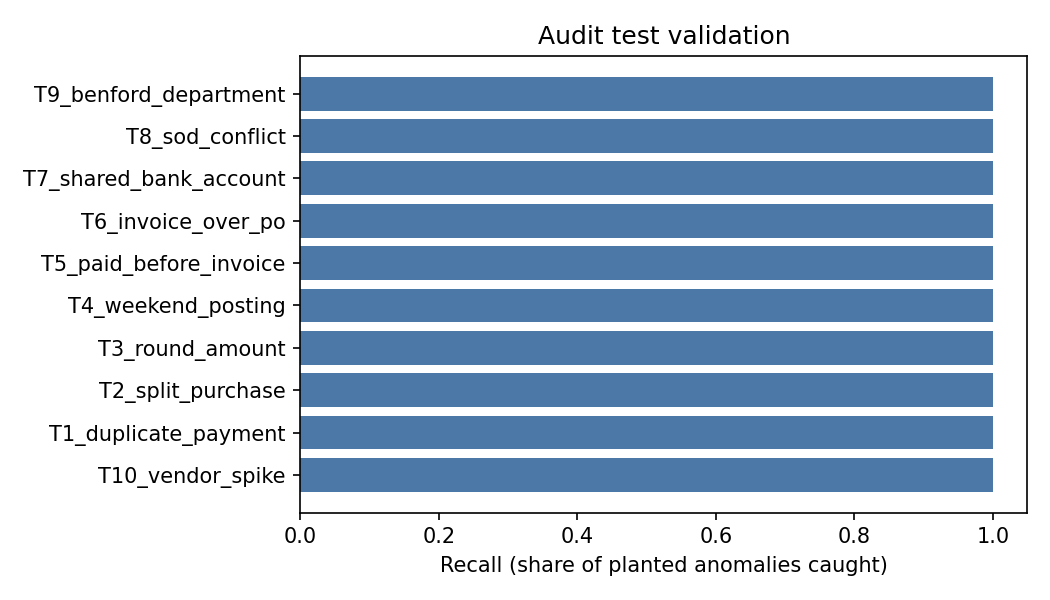 Audit test validation
T9_benford_department
T8_sod_conflict
T7_shared_bank_account
T6_invoice_over_po
T5_paid_before_invoice
T4_weekend_posting
T3_round_amount
T2_split_purchase
T1_duplicate_payment
T10_vendor_spike
0.0 0.2 0.4 0.6 0.8 1.0
Recall (share of planted anomalies caught)